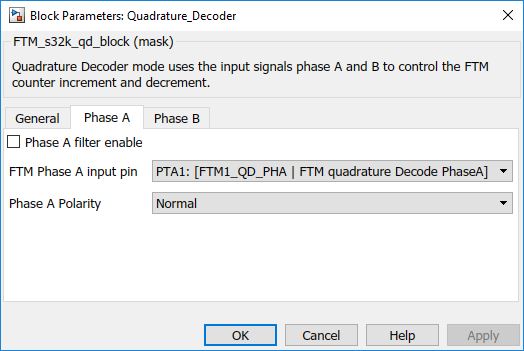 Block Parameters: Quadrature_Decoder
FTM_s32k_qd_block (mask)
Quadrature Decoder mode uses the input signals phase A and B to control the FTM
counter increment and decrement.
General Phase A Phase B
Phase A filter enable
FTM Phase A input pin PTA1: [FTM1_QD_PHA | FTM quadrature Decode PhaseA]
Phase A Polarity Normal
OK Cancel Help Apply